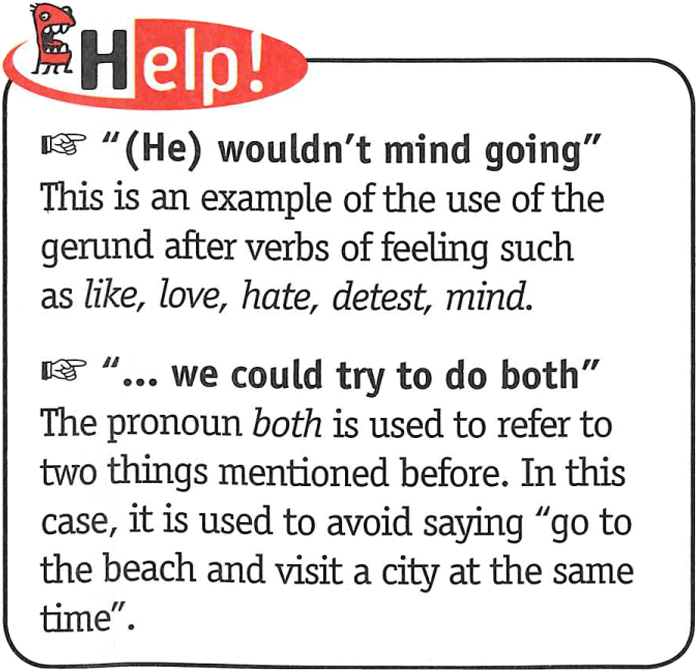 Help!
☞ “(He) wouldn’t mind going”
This is an example of the use of the
gerund after verbs of feeling such
as like, love, hate, detest, mind.
☞ “... we could try to do both”
The pronoun both is used to refer to
two things mentioned before. In this
case, it is used to avoid saying “go to
the beach and visit a city at the same
time”.